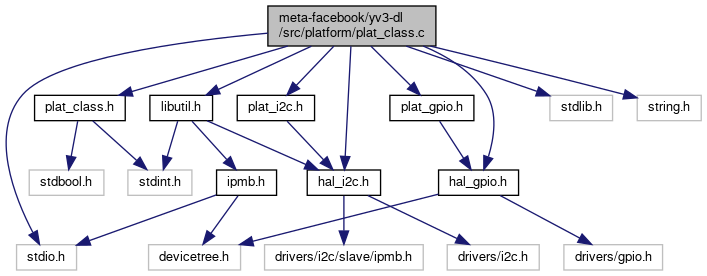 meta-facebook/yv3-dl
/src/platform/plat_class.c
plat_class.h
libutil.h
plat_i2c.h
plat_gpio.h
stdlib.h
string.h
stdbool.h
stdint.h
ipmb.h
hal_i2c.h
hal_gpio.h
stdio.h
devicetree.h
drivers/i2c/slave/ipmb.h
drivers/i2c.h
drivers/gpio.h